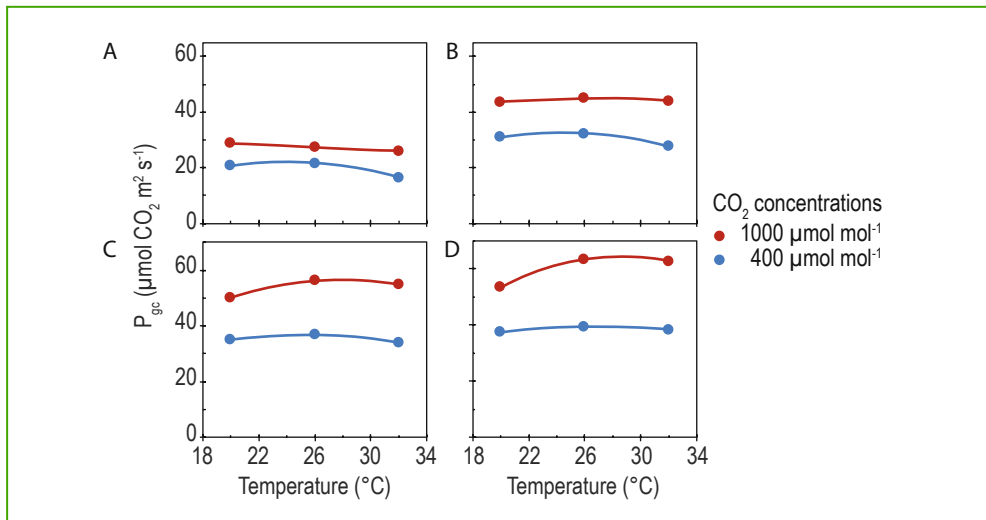 A
B
60
40
20
0
C
D
60
40
20
0
P_gc (µmol CO₂ m² s⁻¹)
18 22 26 30 34
18 22 26 30 34
Temperature (°C)
Temperature (°C)
CO₂ concentrations
1000 µmol mol⁻¹
400 µmol mol⁻¹